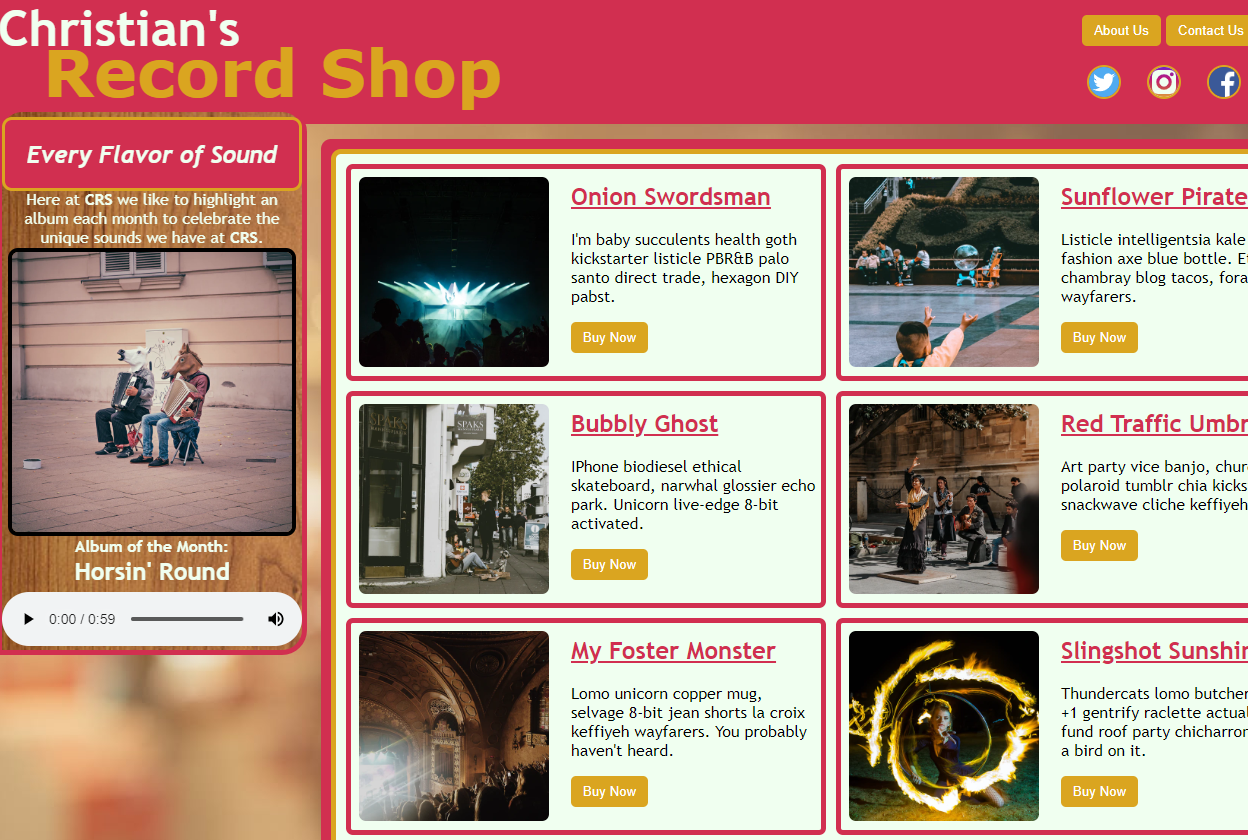 Christian's
Record Shop
About Us
Contact Us
Every Flavor of Sound
Here at CRS we like to highlight an
album each month to celebrate the
unique sounds we have at CRS.
Album of the Month:
Horsin' Round
0:00 / 0:59
Onion Swordsman
I'm baby succulents health goth
kickstarter listicle PBR&B palo
santo direct trade, hexagon DIY
pabst.
Buy Now
Sunflower Pirate
Listicle intelligentsia kale
fashion axe blue bottle.
chambray blog tacos,
wayfarers.
Buy Now
Bubbly Ghost
IPhone biodiesel ethical
skateboard, narwhal glossier echo
park. Unicorn live-edge 8-bit
activated.
Buy Now
SPAKS
Red Traffic
Art party vice banjo,
polaroid tumblr chia kicks
snackwave cliche keffiyeh
Buy Now
My Foster Monster
Lomo unicorn copper mug,
selvage 8-bit jean shorts la croix
keffiyeh wayfarers. You probably
haven't heard.
Buy Now
Slingshot
Thundercats lomo butcher
+1 gentrify raclette
fund roof party
a bird on it.
Buy Now